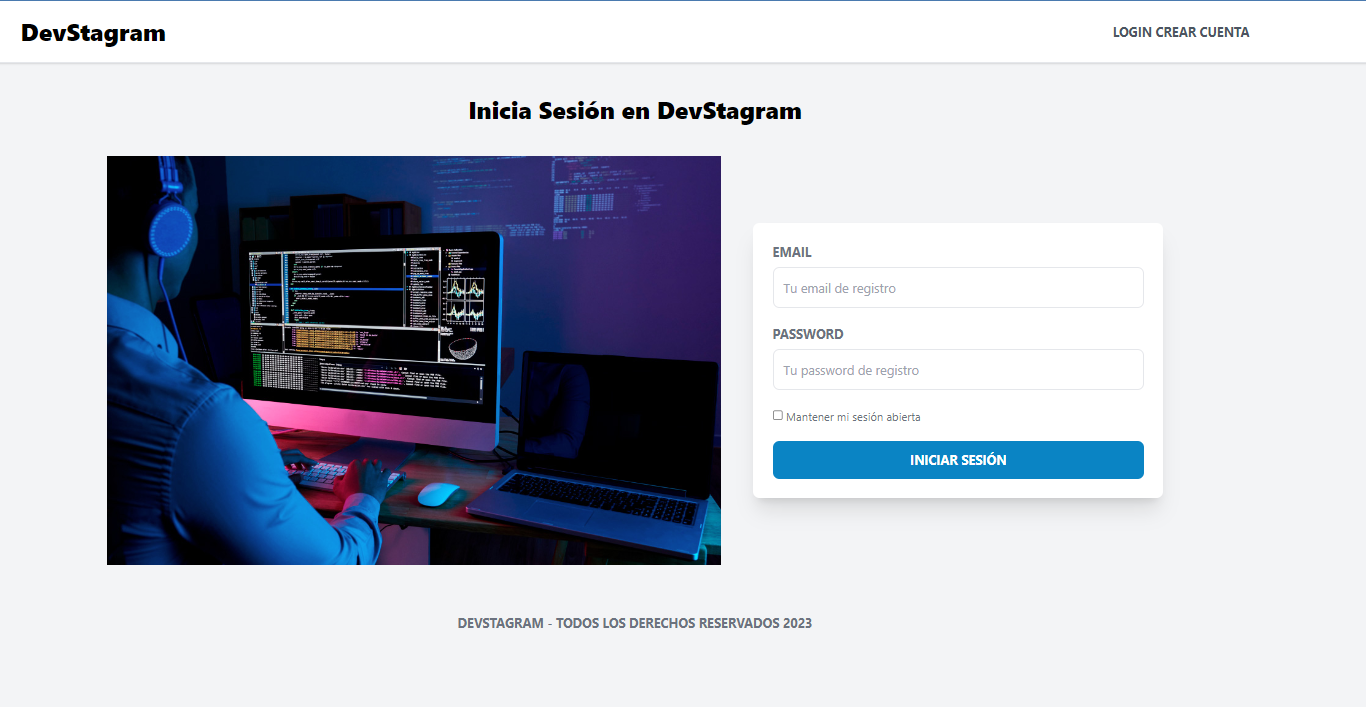 DevStagram
LOGIN CREAR CUENTA
Inicia Sesión en DevStagram
EMAIL
Tu email de registro
PASSWORD
Tu password de registro
Mantener mi sesión abierta
INICIAR SESIÓN
DEVSTAGRAM - TODOS LOS DERECHOS RESERVADOS 2023